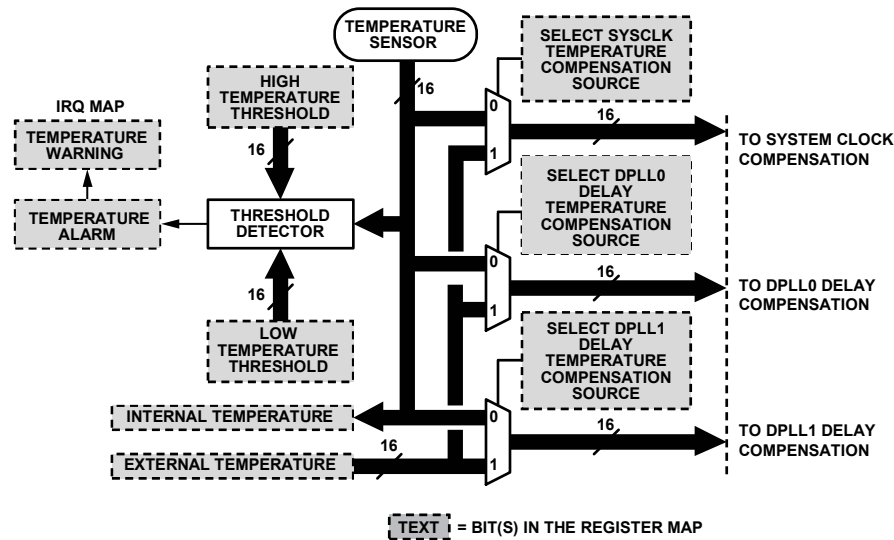 TEMPERATURE
SENSOR
16
SELECT SYSCLK
TEMPERATURE
COMPENSATION
SOURCE
HIGH
TEMPERATURE
THRESHOLD
16
IRQ MAP
TEMPERATURE
WARNING
TEMPERATURE
ALARM
THRESHOLD
DETECTOR
0
1
16
TO SYSTEM CLOCK
COMPENSATION
SELECT DPLL0
DELAY
TEMPERATURE
COMPENSATION
SOURCE
0
1
16
TO DPLL0 DELAY
COMPENSATION
16
LOW
TEMPERATURE
THRESHOLD
SELECT DPLL1
DELAY
TEMPERATURE
COMPENSATION
SOURCE
INTERNAL TEMPERATURE
EXTERNAL TEMPERATURE
16
0
1
16
TO DPLL1 DELAY
COMPENSATION
TEXT = BIT(S) IN THE REGISTER MAP